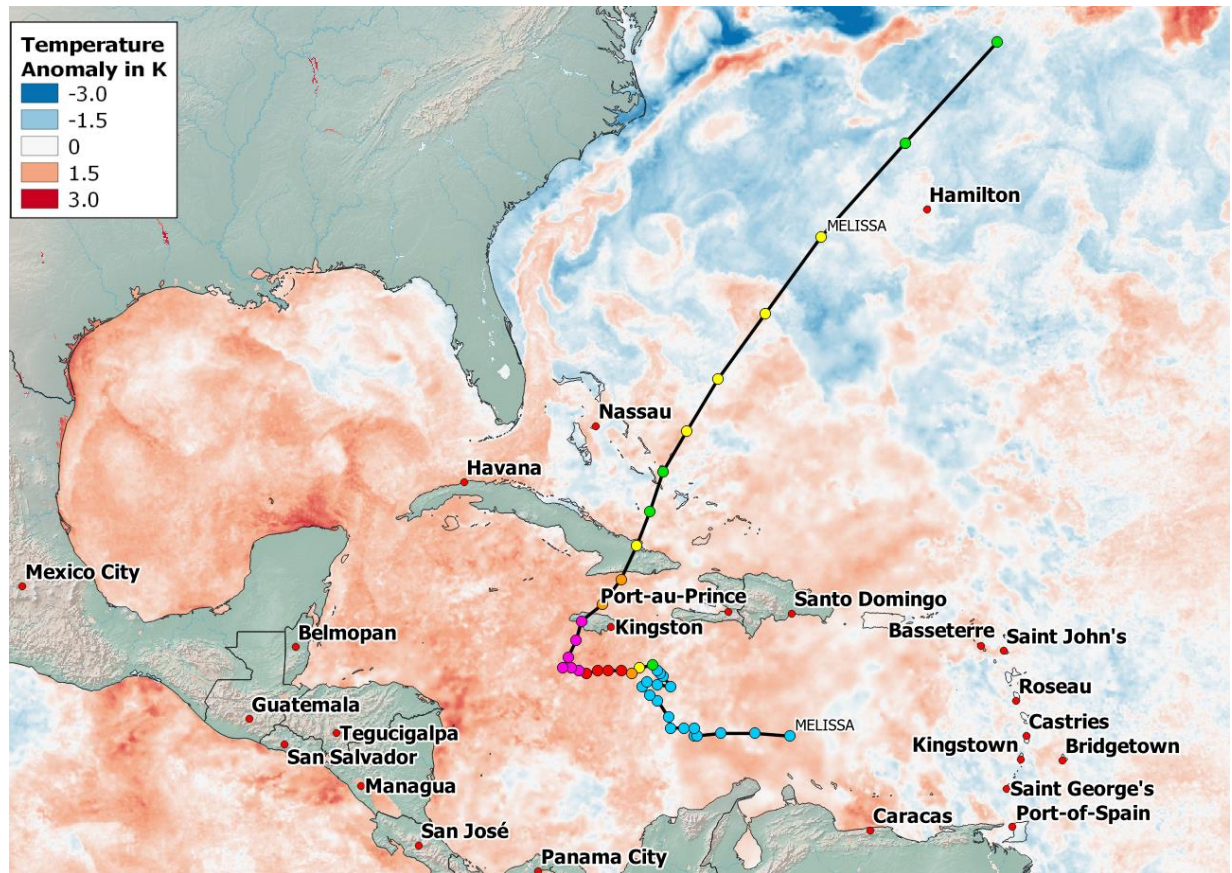 Temperature
Anomaly in K
-3.0
-1.5
0
1.5
3.0
Hamilton
MELISSA
Nassau
Havana
Mexico City
Port-au-Prince
Santo Domingo
Kingston
Belmopan
Basseterre
Saint John's
Roseau
Guatemala
Tegucigalpa
MELISSA
Castries
San Salvador
Kingstown
Bridgetown
Managua
Saint George's
Caracas
Port-of-Spain
San José
Panama City